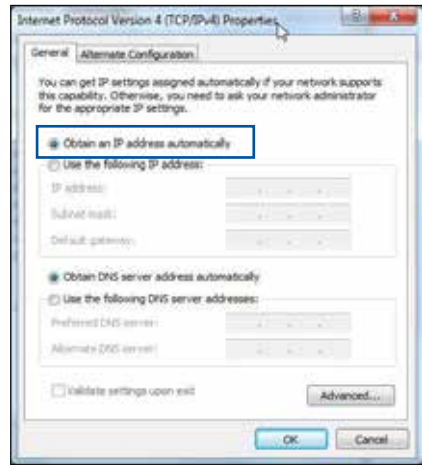 Internet Protocol Version 4 (TCP/IPv4) Properties
General
Alternate Configuration
You can get IP settings assigned automatically if your network supports
this capability. Otherwise, you need to ask your network administrator
for the appropriate IP settings.
Obtain an IP address automatically
Use the following IP address:
IP address:
Subnet mask:
Default gateway:
Obtain DNS server address automatically
Use the following DNS server addresses:
Preferred DNS server:
Alternate DNS server:
Validate settings upon exit
Advanced...
OK
Cancel